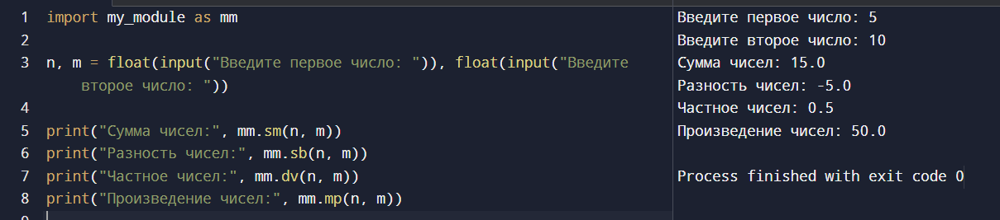 1 import my_module as mm
2
3 n, m = float(input("Введите первое число: ")), float(input("Введите
второе число: "))
4
5 print("Сумма чисел:", mm.sm(n, m))
6 print("Разность чисел:", mm.sb(n, m))
7 print("Частное чисел:", mm.dv(n, m))
8 print("Произведение чисел:", mm.mp(n, m))
Введите первое число: 5
Введите второе число: 10
Сумма чисел: 15.0
Разность чисел: -5.0
Частное чисел: 0.5
Произведение чисел: 50.0
Process finished with exit code 0